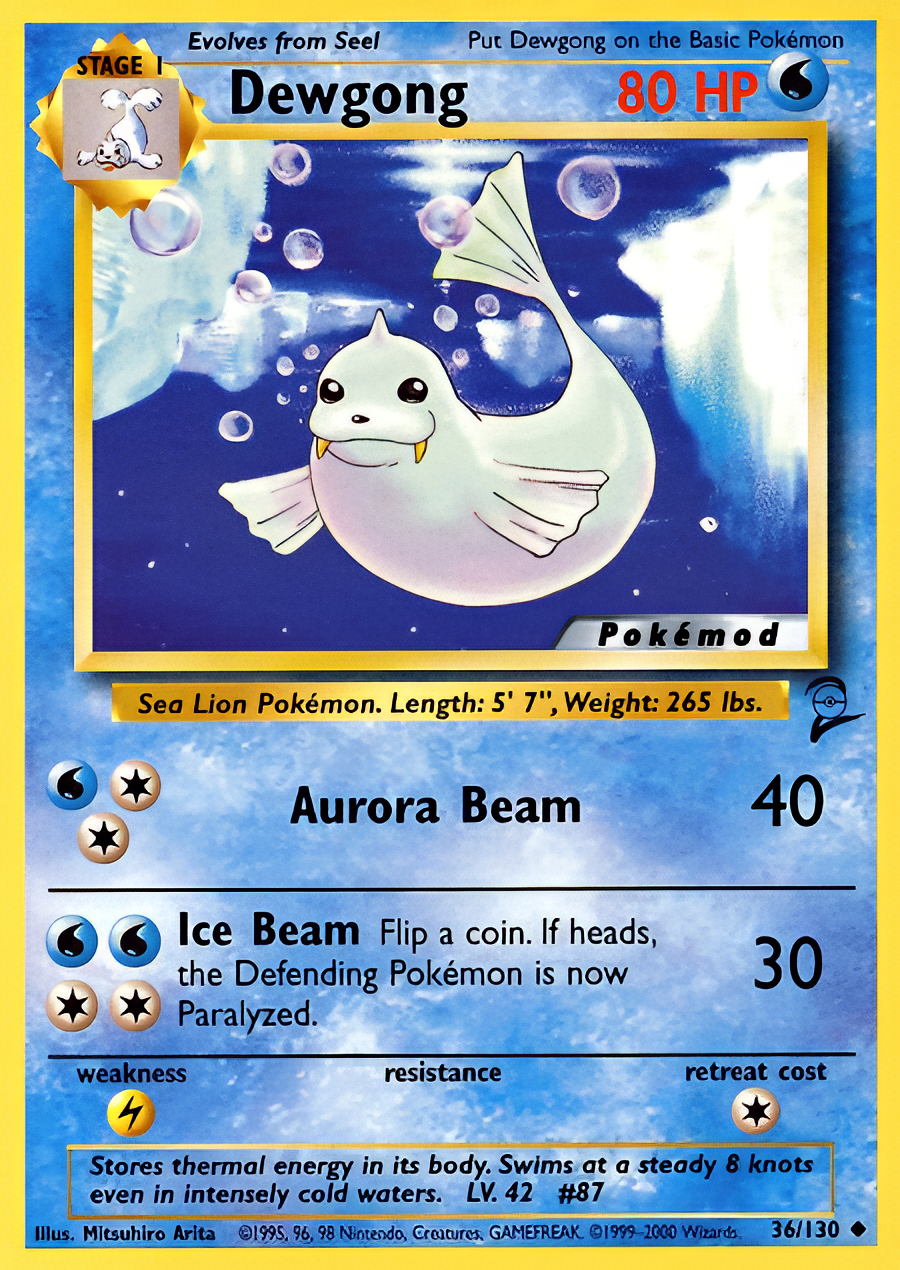 Evolves from Seel
Put Dewgong on the Basic Pokémon
STAGE 1
Dewgong
80 HP
Pokémod
Sea Lion Pokémon. Length: 5' 7", Weight: 265 lbs.
Aurora Beam
40
Ice Beam Flip a coin. If heads,
the Defending Pokémon is now
Paralyzed.
30
weakness
resistance
retreat cost
Stores thermal energy in its body. Swims at a steady 8 knots
even in intensely cold waters. LV. 42 #87
Illus. Mitsuhiro Arita
©1995, 96, 98 Nintendo, Creatures, GAMEFREAK. ©1999-2000 Wizards.
36/130